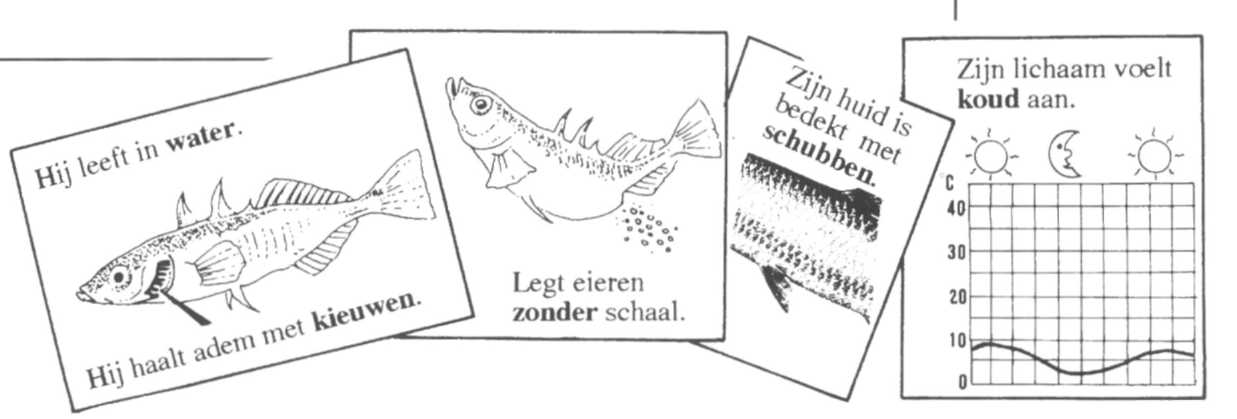 Hij leeft in water.
Hij haalt adem met kieuwen.
Legt eieren
zonder schaal.
Zijn huid is
bedekt met
schubben.
Zijn lichaam voelt
koud aan.
C
40
30
20
10
0